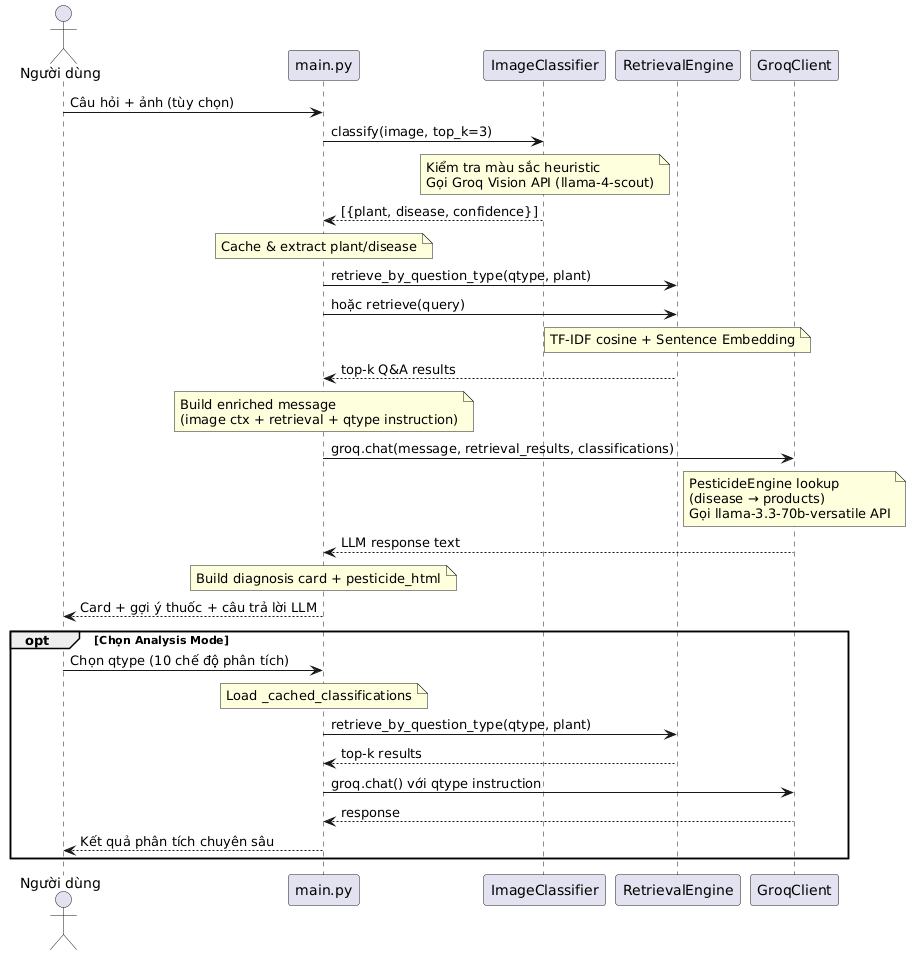 Người dùng
main.py
ImageClassifier
RetrievalEngine
GroqClient
Câu hỏi + ảnh (tùy chọn)
classify(image, top_k=3)
Kiểm tra màu sắc heuristic
Gọi Groq Vision API (llama-4-scout)
[{plant, disease, confidence}]
Cache & extract plant/disease
retrieve_by_question_type(qtype, plant)
hoặc retrieve(query)
TF-IDF cosine + Sentence Embedding
top-k Q&A results
Build enriched message
(image ctx + retrieval + qtype instruction)
groq.chat(message, retrieval_results, classifications)
PesticideEngine lookup
(disease → products)
Gọi llama-3.3-70b-versatile API
LLM response text
Build diagnosis card + pesticide_html
Card + gợi ý thuốc + câu trả lời LLM
opt [Chọn Analysis Mode]
Chọn qtype (10 chế độ phân tích)
Load _cached_classifications
retrieve_by_question_type(qtype, plant)
top-k results
groq.chat() với qtype instruction
response
Kết quả phân tích chuyên sâu
Người dùng
main.py
ImageClassifier
RetrievalEngine
GroqClient